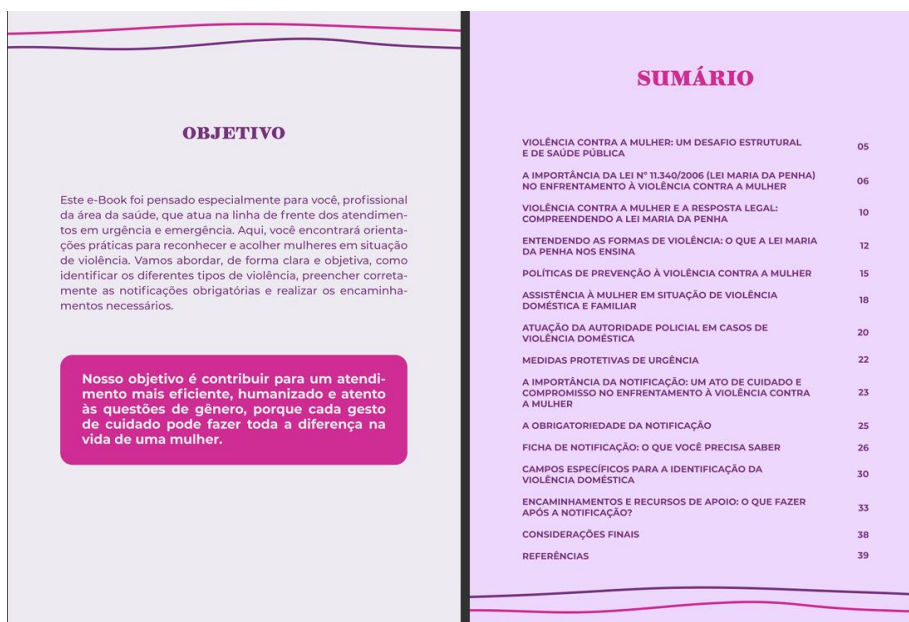 OBJETIVO
Este e-Book foi pensado especialmente para você, profissional
da área da saúde, que atua na linha de frente dos atendimen-
tos em urgência e emergência. Aqui, você encontrará orienta-
ções práticas para reconhecer e acolher mulheres em situação
de violência. Vamos abordar, de forma clara e objetiva, como
identificar os diferentes tipos de violência, preencher correta-
mente as notificações obrigatórias e realizar os encaminha-
mentos necessários.
Nosso objetivo é contribuir para um atendi-
mento mais eficiente, humanizado e atento
às questões de gênero, porque cada gesto
de cuidado pode fazer toda a diferença na
vida de uma mulher.
SUMÁRIO
VIOLÊNCIA CONTRA A MULHER: UM DESAFIO ESTRUTURAL
E DE SAÚDE PÚBLICA 05
A IMPORTÂNCIA DA LEI Nº 11.340/2006 (LEI MARIA DA PENHA)
NO ENFRENTAMENTO À VIOLÊNCIA CONTRA A MULHER 06
VIOLÊNCIA CONTRA A MULHER E A RESPOSTA LEGAL:
COMPREENDENDO A LEI MARIA DA PENHA 10
ENTENDENDO AS FORMAS DE VIOLÊNCIA: O QUE A LEI MARIA
DA PENHA NOS ENSINA 12
POLÍTICAS DE PREVENÇÃO À VIOLÊNCIA CONTRA A MULHER 15
ASSISTÊNCIA À MULHER EM SITUAÇÃO DE VIOLÊNCIA
DOMÉSTICA E FAMILIAR 18
ATUAÇÃO DA AUTORIDADE POLICIAL EM CASOS DE
VIOLÊNCIA DOMÉSTICA 20
MEDIDAS PROTETIVAS DE URGÊNCIA 22
A IMPORTÂNCIA DA NOTIFICAÇÃO: UM ATO DE CUIDADO E
COMPROMISSO NO ENFRENTAMENTO À VIOLÊNCIA CONTRA 23
A MULHER
A OBRIGATORIEDADE DA NOTIFICAÇÃO 25
FICHA DE NOTIFICAÇÃO: O QUE VOCÊ PRECISA SABER 26
CAMPOS ESPECÍFICOS PARA A IDENTIFICAÇÃO DA
VIOLÊNCIA DOMÉSTICA 30
ENCAMINHAMENTOS E RECURSOS DE APOIO: O QUE FAZER
APÓS A NOTIFICAÇÃO? 33
CONSIDERAÇÕES FINAIS 38
REFERÊNCIAS 39